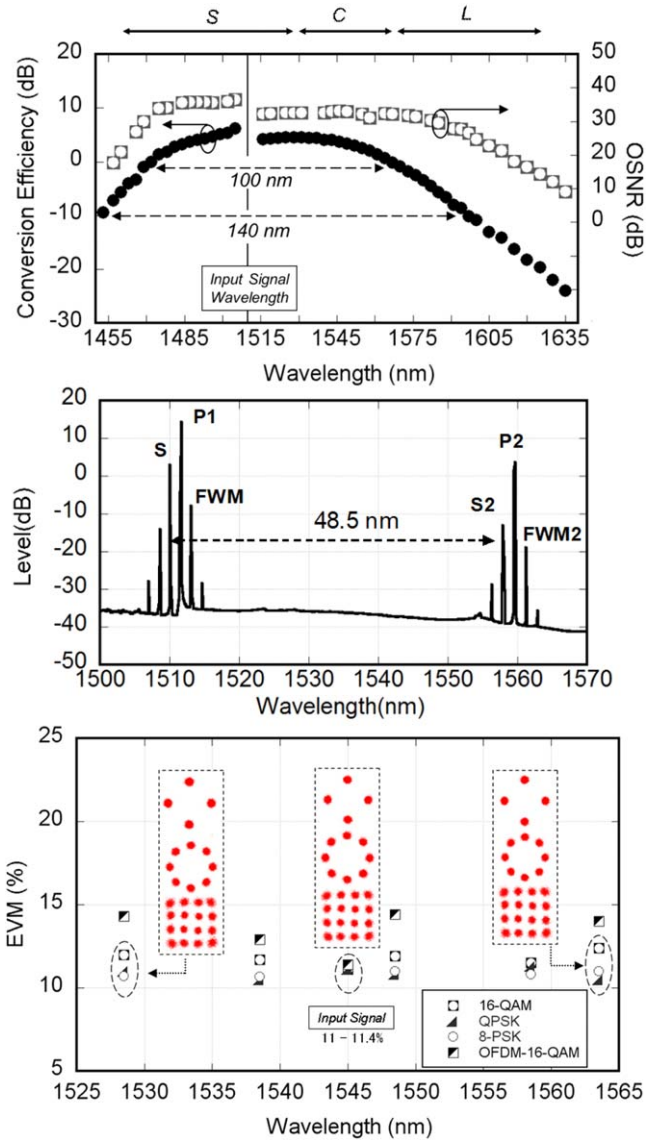 S C L
20 50
10 40
0 30
-10 20
-20 10
-30 0
Conversion Efficiency (dB)
OSNR (dB)
100 nm
140 nm
Input Signal
Wavelength
1455 1485 1515 1545 1575 1605 1635
Wavelength (nm)
20
10
0
-10
-20
-30
-40
-50
Level(dB)
P1
S
FWM
48.5 nm
P2
S2
FWM2
1500 1510 1520 1530 1540 1550 1560 1570
Wavelength(nm)
25
20
15
10
5
EVM (%)
Input Signal
11 – 11.4%
16-QAM
QPSK
8-PSK
OFDM-16-QAM
1525 1530 1535 1540 1545 1550 1555 1560 1565
Wavelength (nm)